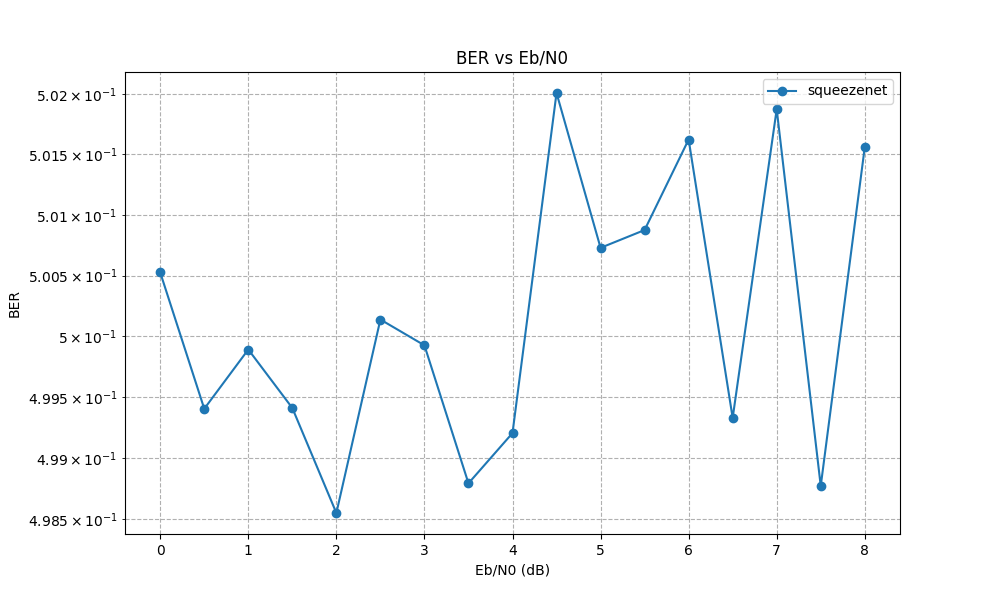 BER vs Eb/N0
squeezenet
BER
5.02 × 10⁻¹
5.015 × 10⁻¹
5.01 × 10⁻¹
5.005 × 10⁻¹
5 × 10⁻¹
4.995 × 10⁻¹
4.99 × 10⁻¹
4.985 × 10⁻¹
0 1 2 3 4 5 6 7 8
Eb/N0 (dB)